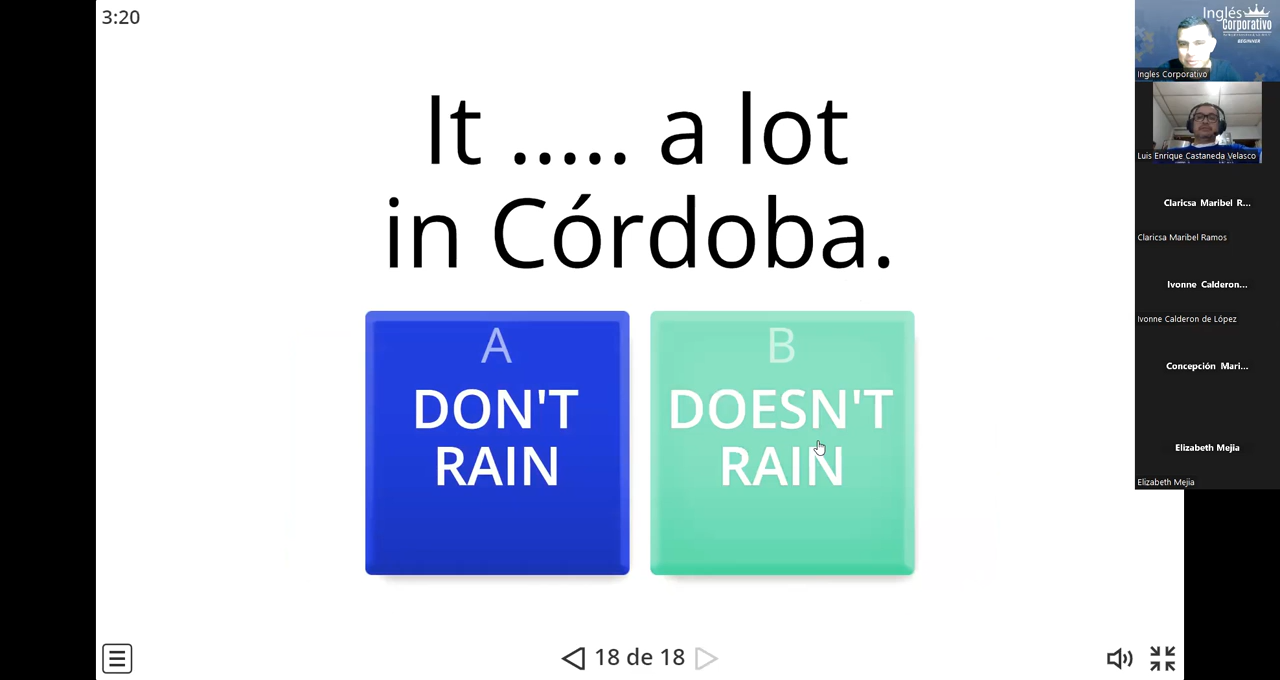 3:20
It ..... a lot
in Córdoba.
A
DON'T
RAIN
B
DOESN'T
RAIN
18 de 18
Inglés
Corporativo
BEGINNER
Ingles Corporativo
Luis Enrique Castaneda Velasco
Claricsa Maribel R...
Claricsa Maribel Ramos
Ivonne Calderon...
Ivonne Calderon de López
Concepción Mari...
Elizabeth Mejia
Elizabeth Mejia